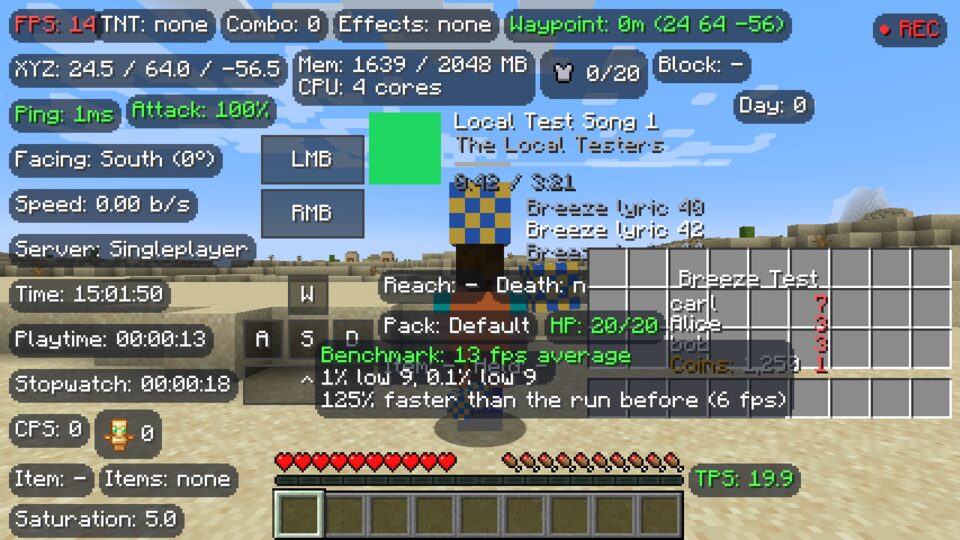 FPS: 14
TNT: none
Combo: 0
Effects: none
Waypoint: 0m (24 64 -56)
REC
XYZ: 24.5 / 64.0 / -56.5
Mem: 1639 / 2048 MB
CPU: 4 cores
0/20
Block: -
Day: 0
Ping: 1ms
Attack: 100%
Local Test Song 1
The Local Testers
0:42 / 3:21
Facing: South (0°)
LMB
RMB
Speed: 0.00 b/s
Breeze lyric 40
Breeze lyric 42
Breeze
Server: Singleplayer
Breeze Test
Time: 15:01:50
W
Reach: -
Death: n
carl 7
Alice 3
bob 3
Coins: 1,250 1
Playtime: 00:00:13
A
S
D
Pack: Default
HP: 20/20
Benchmark: 13 fps average
1% low 9, 0.1% low 9
125% faster than the run before (6 fps)
Stopwatch: 00:00:18
CPS: 0
0
Item: -
Items: none
TPS: 19.9
Saturation: 5.0